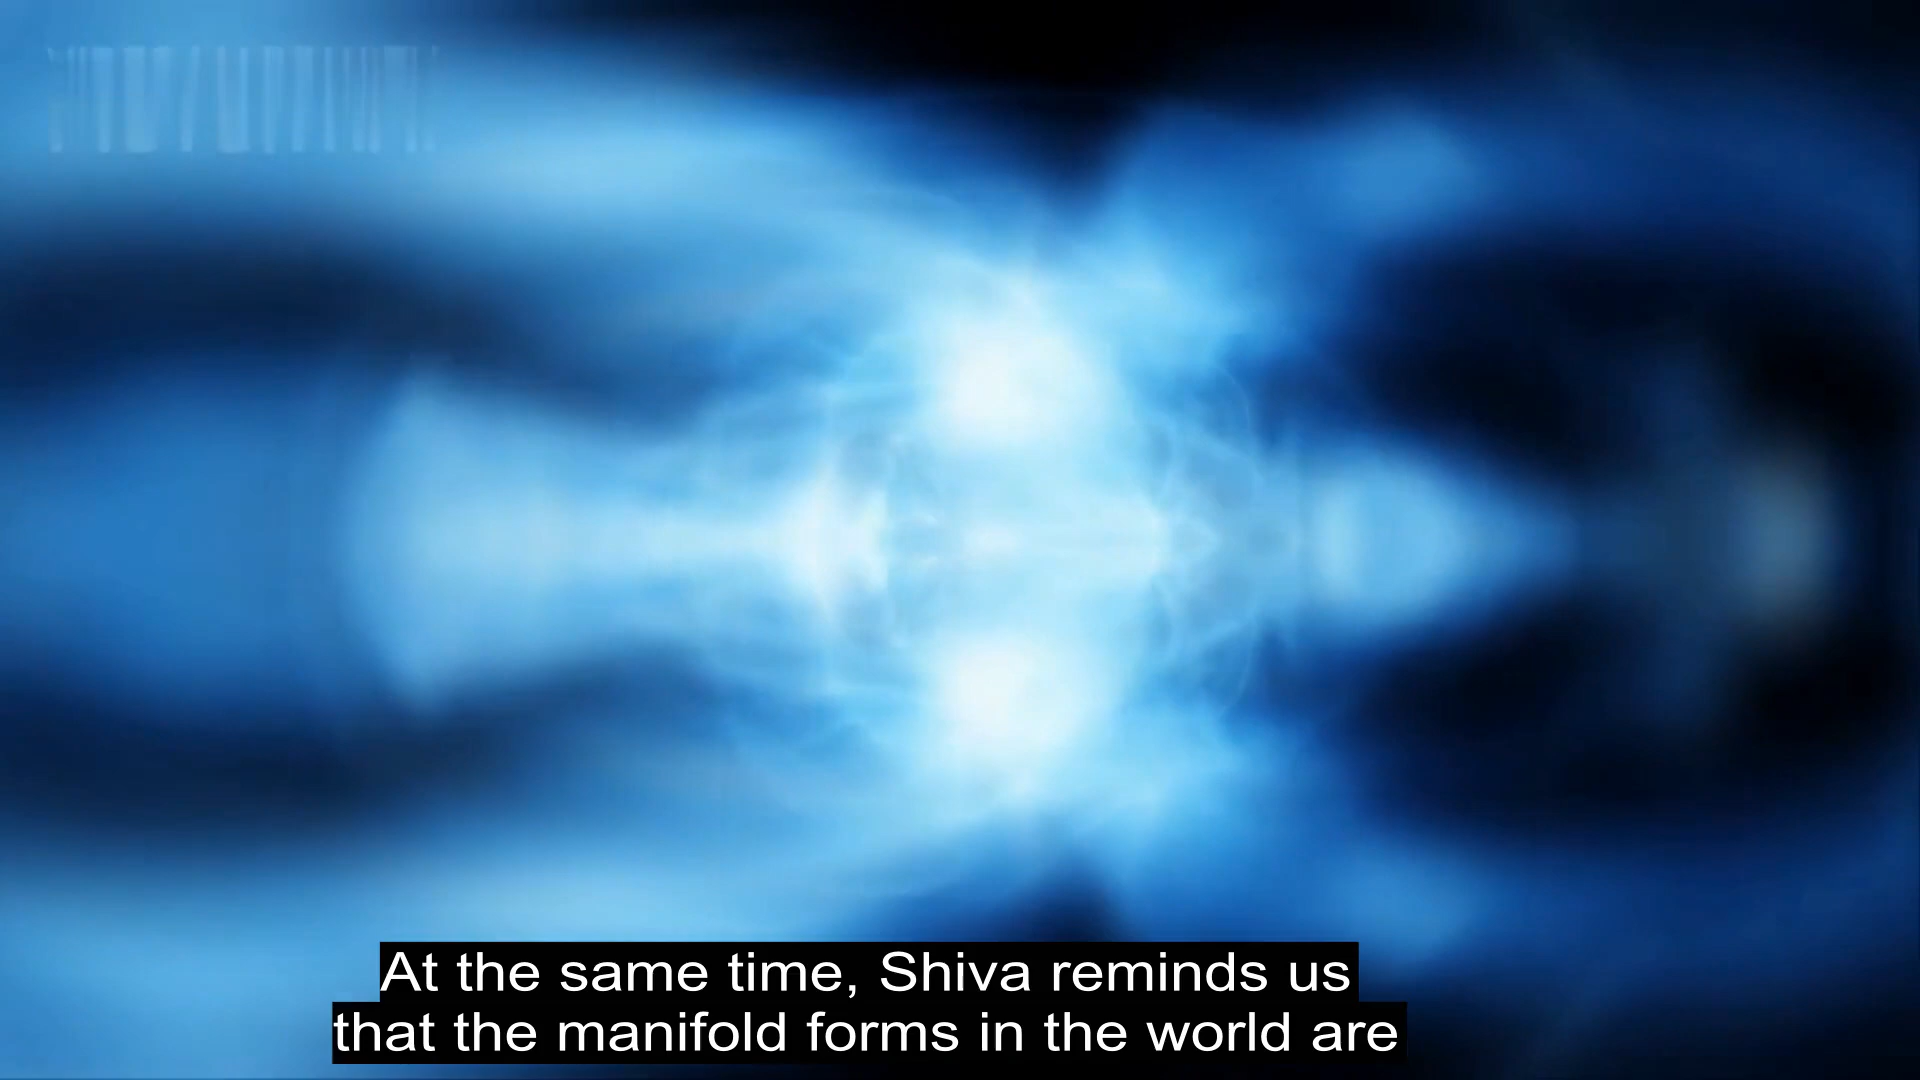 At the same time, Shiva reminds us
that the manifold forms in the world are